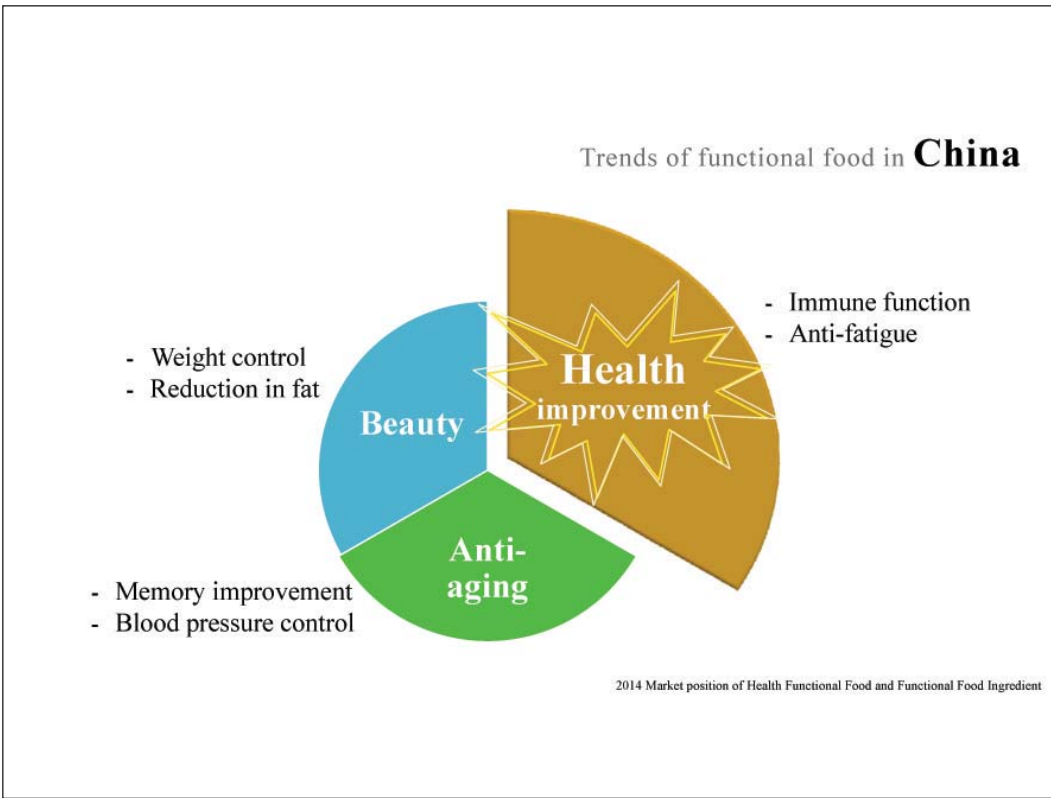 Trends of functional food in China
- Immune function
- Anti-fatigue
Health
improvement
- Weight control
- Reduction in fat
Beauty
Anti-
aging
- Memory improvement
- Blood pressure control
2014 Market position of Health Functional Food and Functional Food Ingredient